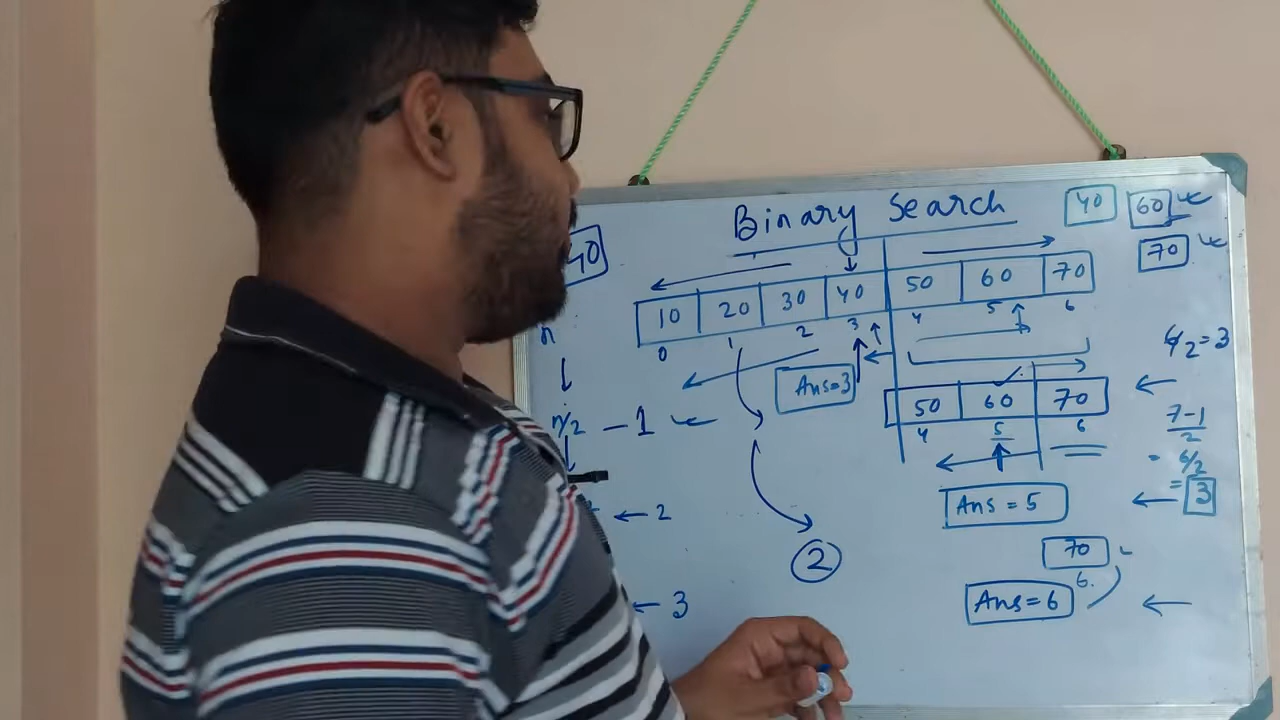 Binary Search
40 60
70
40
10 20 30 40 50 60 70
0 1 2 3 4 5 6
n
6/2 = 3
Ans=3
50 60 70
4 5 6
n/2 - 1
7-1
2
= 6/2
= 3
Ans = 5
← 2
70
6.
2
Ans=6
← 3